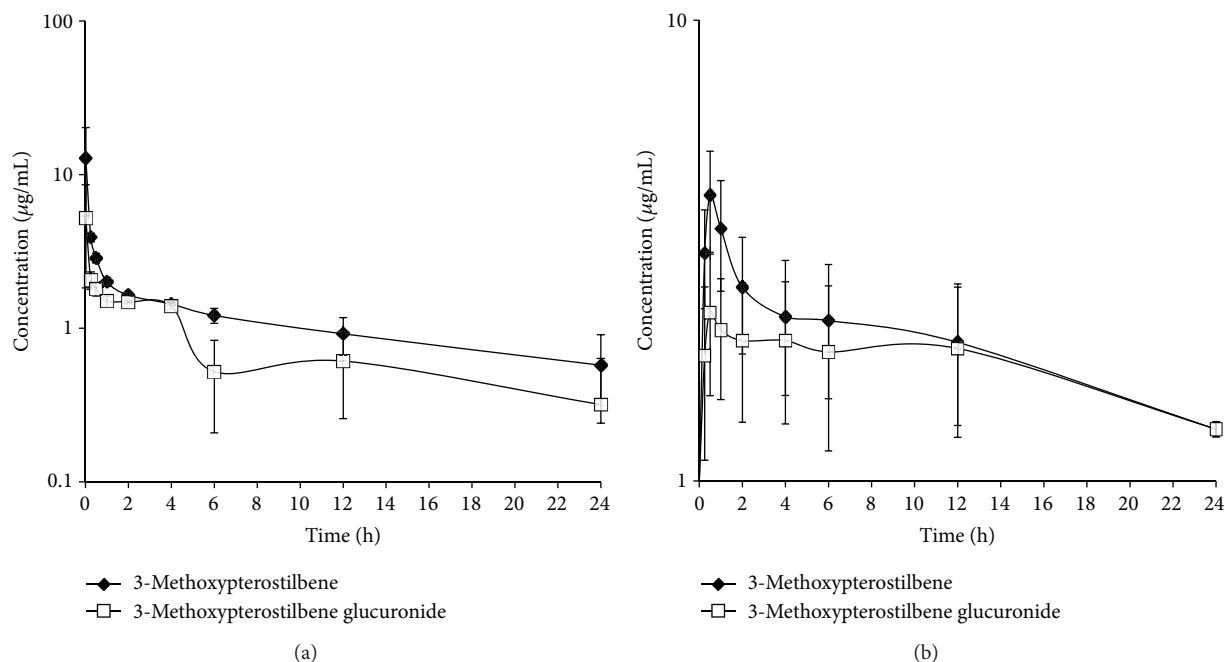 100
10
1
0.1
Concentration (μg/mL)
0 2 4 6 8 10 12 14 16 18 20 22 24
Time (h)
3-Methoxypterostilbene
3-Methoxypterostilbene glucuronide
(a)
10
1
Concentration (μg/mL)
0 2 4 6 8 10 12 14 16 18 20 22 24
Time (h)
3-Methoxypterostilbene
3-Methoxypterostilbene glucuronide
(b)